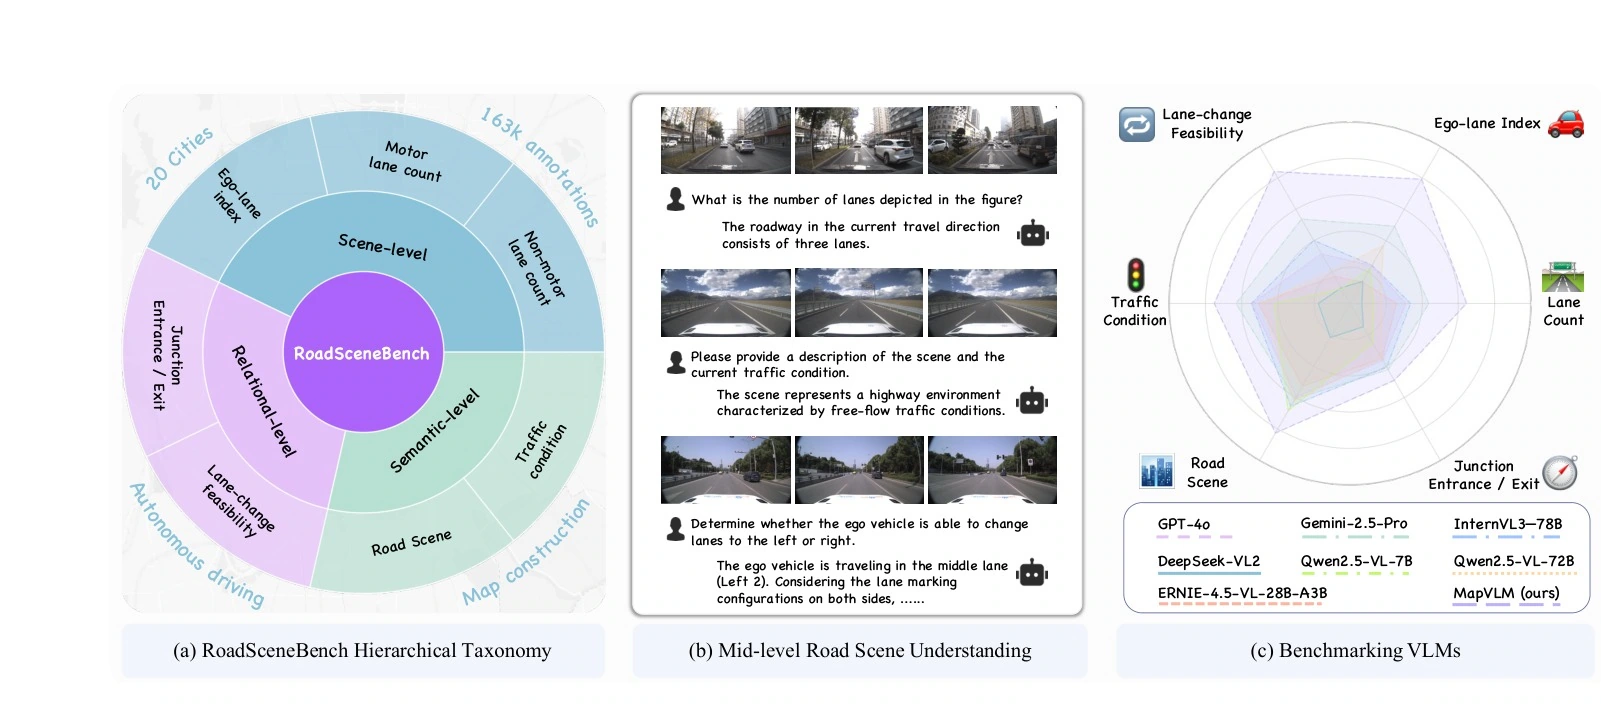 20 Cities
163k annotations
Autonomous driving
Map construction
RoadSceneBench
Scene-level
Relational-level
Semantic-level
Ego-lane
index
Motor
lane count
Non-motor
lane count
Junction
Entrance / Exit
Lane-change
feasibility
Road Scene
Traffic
condition
(a) RoadSceneBench Hierarchical Taxonomy
What is the number of lanes depicted in the figure?
The roadway in the current travel direction
consists of three lanes.
Please provide a description of the scene and the
current traffic condition.
The scene represents a highway environment
characterized by free-flow traffic conditions.
Determine whether the ego vehicle is able to change
lanes to the left or right.
The ego vehicle is traveling in the middle lane
(Left 2). Considering the lane marking
configurations on both sides, ......
(b) Mid-level Road Scene Understanding
Lane-change
Feasibility
Ego-lane Index
Traffic
Condition
Lane
Count
Road
Scene
Junction
Entrance / Exit
GPT-4o
Gemini-2.5-Pro
InternVL3-78B
DeepSeek-VL2
Qwen2.5-VL-7B
Qwen2.5-VL-72B
ERNIE-4.5-VL-28B-A3B
MapVLM (ours)
(c) Benchmarking VLMs